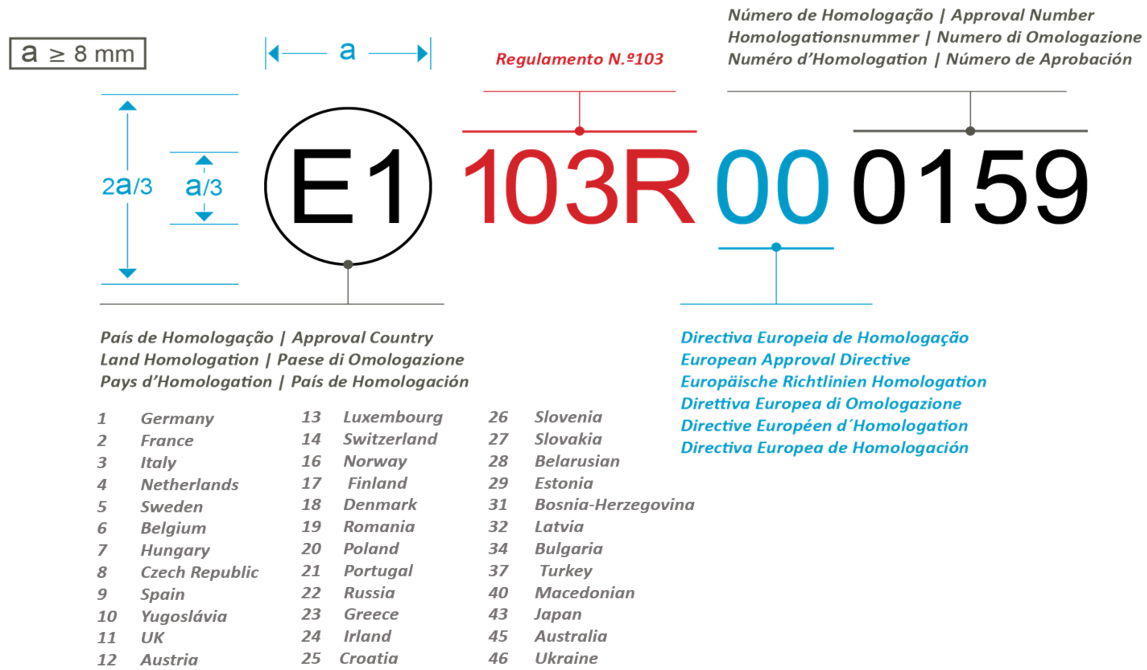 a ≥ 8 mm
a
Regulamento N.º103
Número de Homologação | Approval Number
Homologationsnummer | Numero di Omologazione
Numéro d’Homologation | Número de Aprobación
2a/3
a/3
E1 103R 00 0159
País de Homologação | Approval Country
Land Homologation | Paese di Omologazione
Pays d’Homologation | País de Homologación
Directiva Europeia de Homologação
European Approval Directive
Europäische Richtlinien Homologation
Direttiva Europea di Omologazione
Directive Européen d´Homologation
Directiva Europea de Homologación
1 Germany
2 France
3 Italy
4 Netherlands
5 Sweden
6 Belgium
7 Hungary
8 Czech Republic
9 Spain
10 Yugoslávia
11 UK
12 Austria
13 Luxembourg
14 Switzerland
16 Norway
17 Finland
18 Denmark
19 Romania
20 Poland
21 Portugal
22 Russia
23 Greece
24 Irland
25 Croatia
26 Slovenia
27 Slovakia
28 Belarusian
29 Estonia
31 Bosnia-Herzegovina
32 Latvia
34 Bulgaria
37 Turkey
40 Macedonian
43 Japan
45 Australia
46 Ukraine